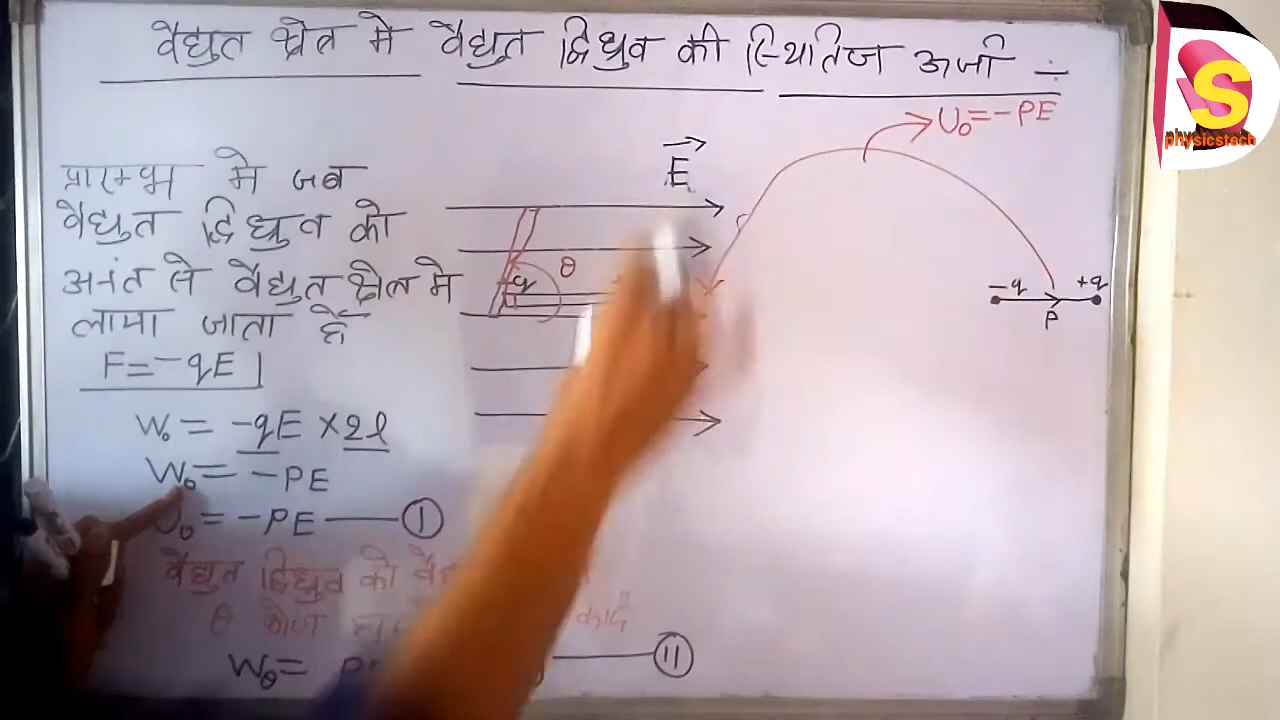 वैद्युत क्षेत्र मे वैद्युत द्विध्रुव की स्थितिज ऊर्जा ÷
U₀=-PE
S
physicstech
प्रारम्भ मे जब
वैद्युत द्विध्रुव को
अनंत से वैद्युत क्षेत्र मे
लाया जाता हैं
F=-qE
W₀ = -qE × 2l
W₀ = -PE
U₀ = -PE — I
वैद्युत द्विध्रुव को
θ कोण
W_θ =
II
E
θ
-q +q
P